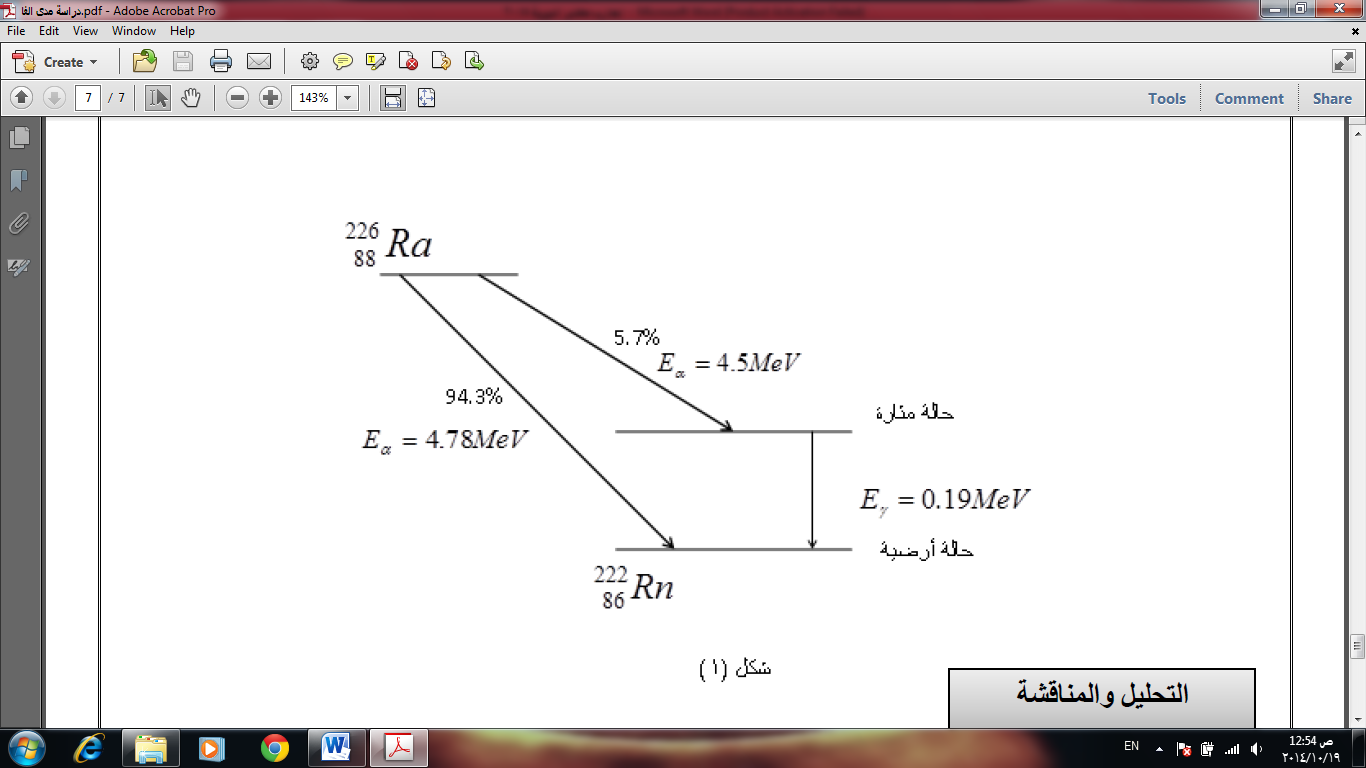 دراسة مدى الفا.pdf - Adobe Acrobat Pro
File Edit View Window Help
Create
7 / 7 143% Tools Comment Share
226
88 Ra
5.7%
Eα = 4.5MeV
94.3%
Eα = 4.78MeV
حالة مثارة
Eγ = 0.19MeV
حالة أرضية
222
86 Rn
شكل (١)
التحليل والمناقشة
EN
12:54 ص
٢٠١٤/١٠/١٩